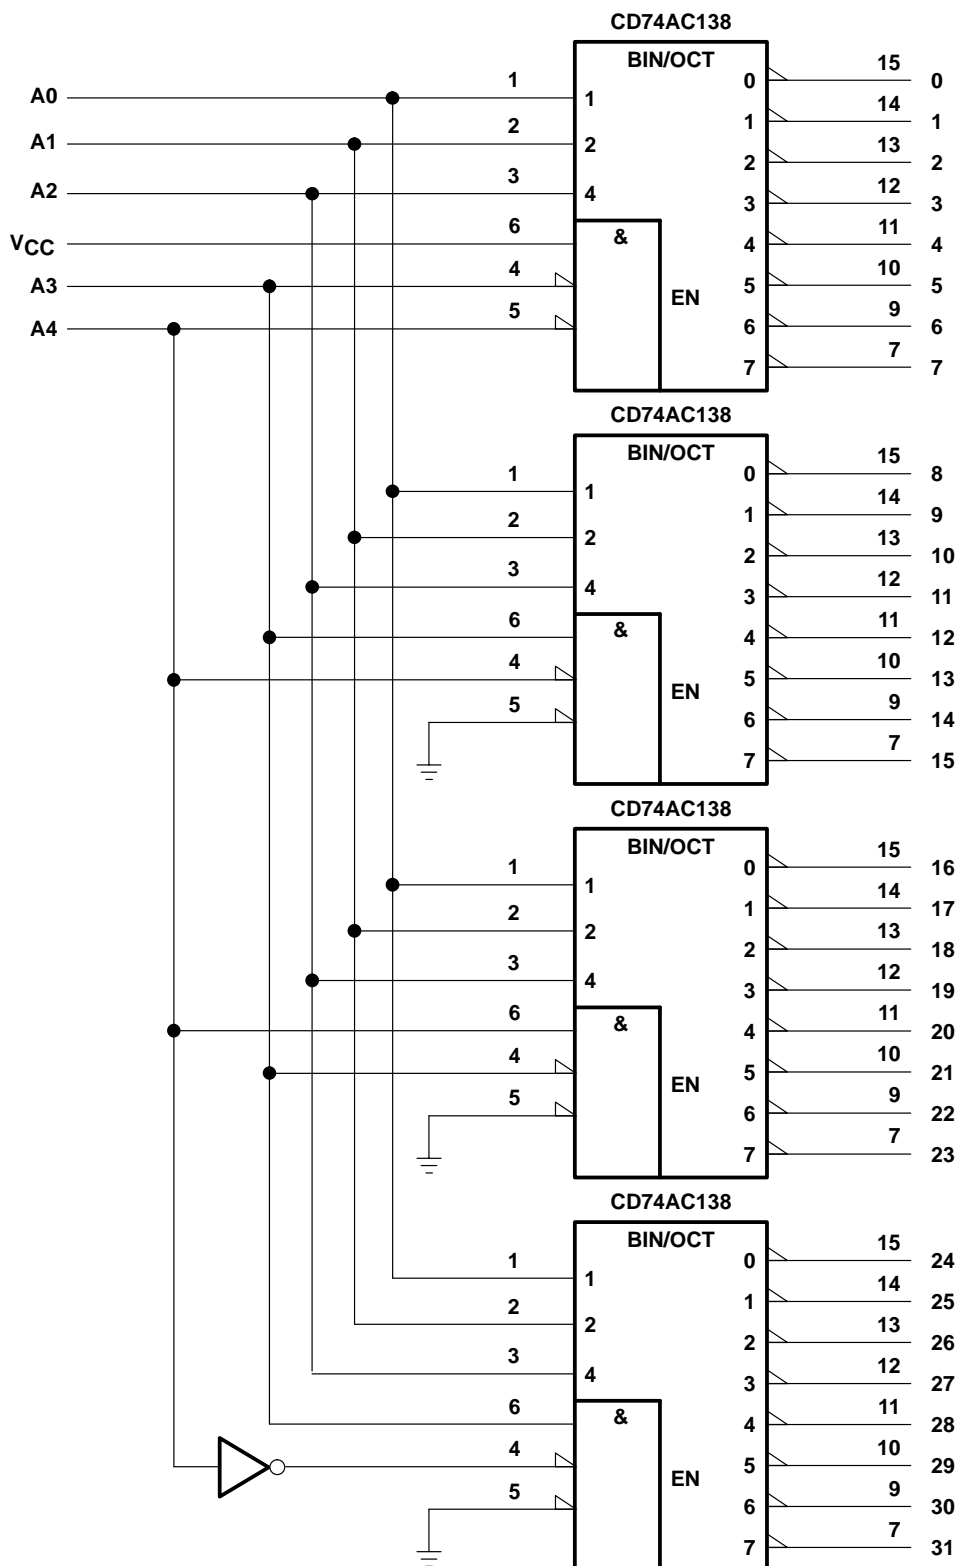 CD74AC138
BIN/OCT
A0 1 1 0 15 0
A1 2 2 1 14 1
A2 3 4 2 13 2
3 12 3
VCC 6 & 4 11 4
A3 4 EN 5 10 5
A4 5 6 9 6
7 7 7
CD74AC138
BIN/OCT
0 15 8
1 1 1 14 9
2 2 2 13 10
3 4 3 12 11
6 & 4 11 12
4 EN 5 10 13
5 6 9 14
7 7 15
CD74AC138
BIN/OCT
0 15 16
1 1 1 14 17
2 2 2 13 18
3 4 3 12 19
6 & 4 11 20
4 EN 5 10 21
5 6 9 22
7 7 23
CD74AC138
BIN/OCT
0 15 24
1 1 1 14 25
2 2 2 13 26
3 4 3 12 27
6 & 4 11 28
4 EN 5 10 29
5 6 9 30
7 7 31